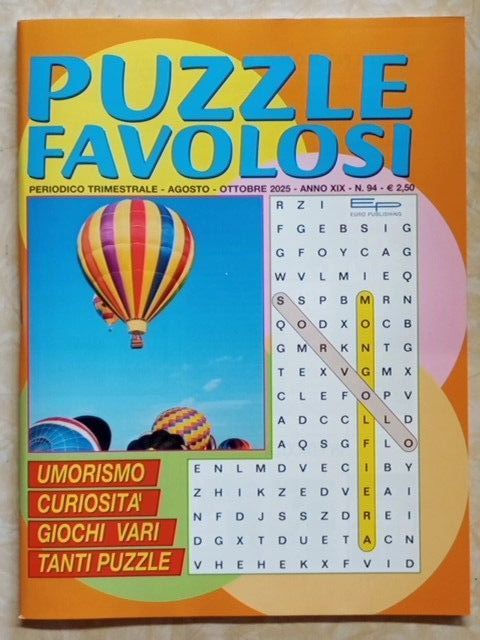 PUZZLE
FAVOLOSI
PERIODICO TRIMESTRALE - AGOSTO - OTTOBRE 2025 - ANNO XIX - N. 94 - € 2,50
R Z I
EP
EURO PUBLISHING
F G E B S I G
G F O Y C A G
W V L M I E Q
S S P B M R N
Q O D X O C B
G M R K N T G
T E X V G M X
C L E F O P V
A D C C L L D
A Q S G F L O
E N L M D V E C I B Y
Z H I K Z E D V E A I
N F D J S S Z D R E I
D G X T D U E T A C N
V H E H E K X F V I D
UMORISMO
CURIOSITA'
GIOCHI VARI
TANTI PUZZLE